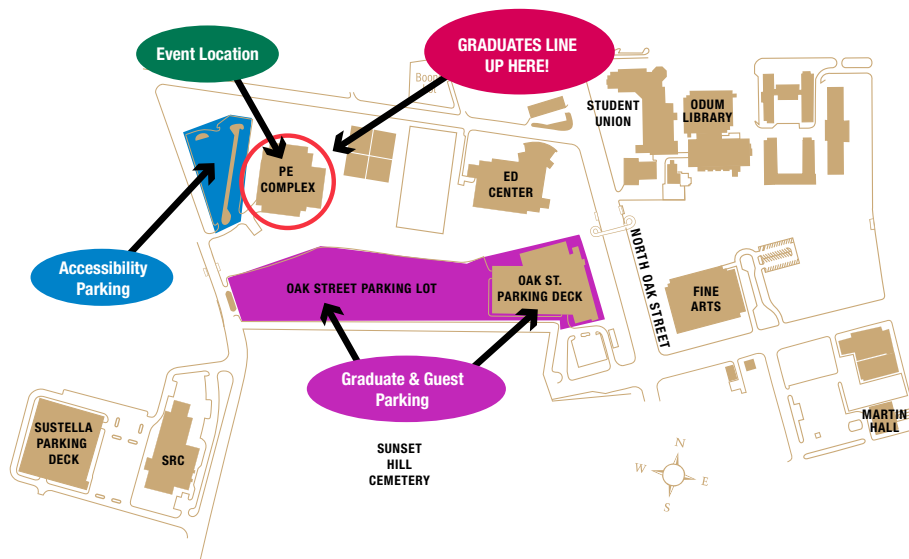 Event Location
GRADUATES LINE
UP HERE!
STUDENT
UNION
ODUM
LIBRARY
PE
COMPLEX
ED
CENTER
Accessibility
Parking
OAK STREET PARKING LOT
OAK ST.
PARKING DECK
NORTH OAK STREET
FINE
ARTS
Graduate & Guest
Parking
MARTIN
HALL
SUSTELLA
PARKING
DECK
SRC
SUNSET
HILL
CEMETERY
N
W
E
S